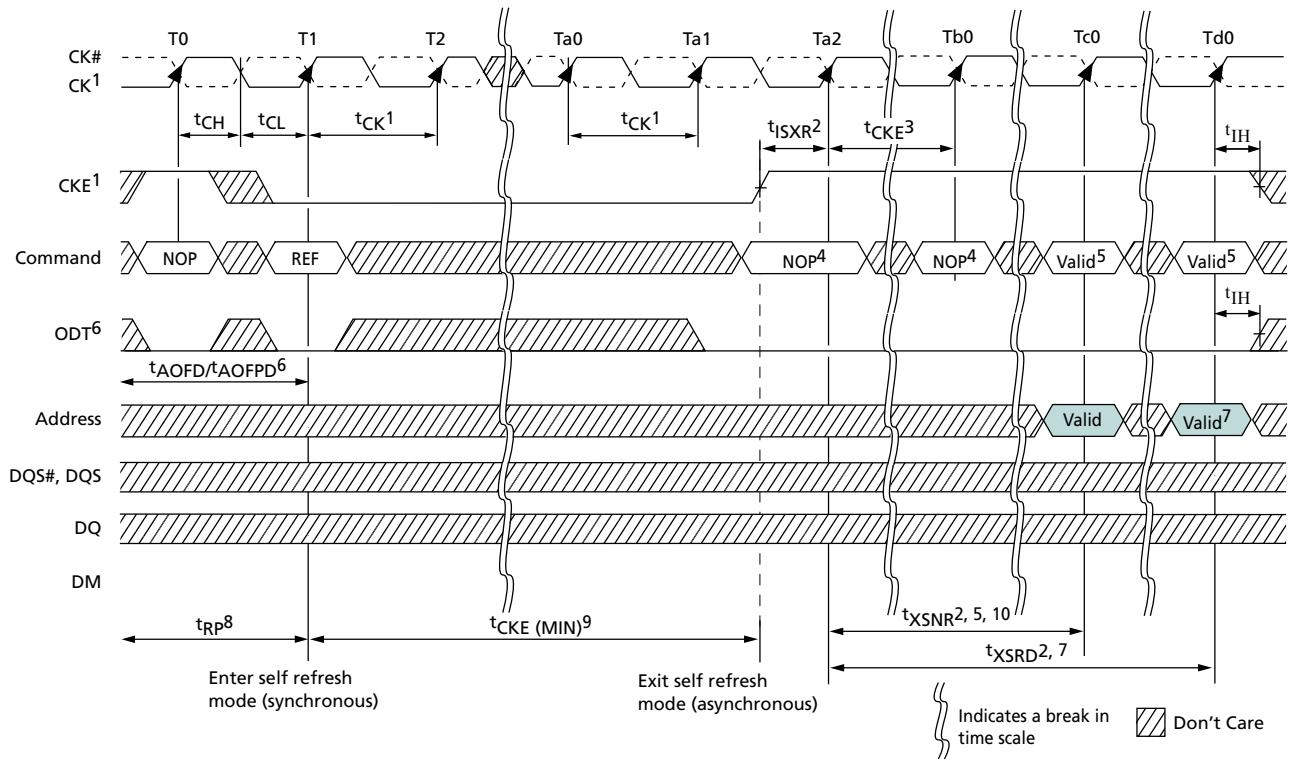 T0 T1 T2 Ta0 Ta1 Ta2 Tb0 Tc0 Td0
CK#
CK1
tCH tCL tCK1 tCK1 tISXR2 tCKE3 tIH
CKE1
Command NOP REF NOP4 NOP4 Valid5 Valid5
tIH
ODT6
tAOFD/tAOFPD6
Address Valid Valid7
DQS#, DQS
DQ
DM
tRP8 tCKE (MIN)9 tXSNR2, 5, 10
tXSRD2, 7
Enter self refresh
mode (synchronous)
Exit self refresh
mode (asynchronous)
Indicates a break in
time scale
Don't Care